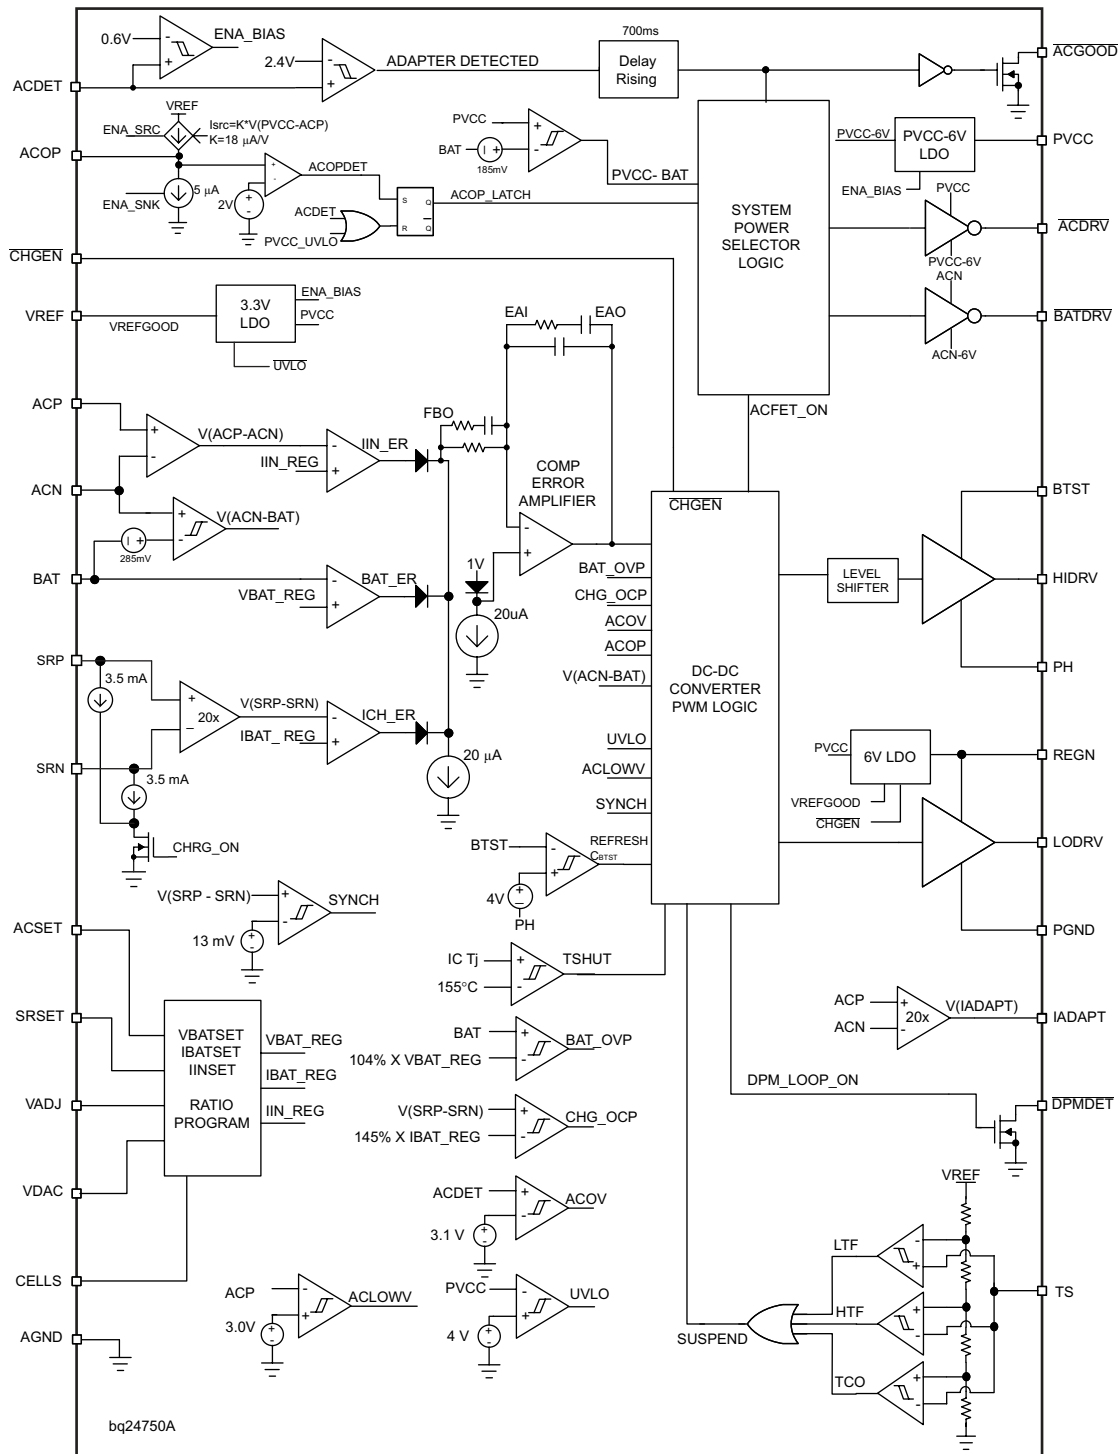 0.6V
ENA_BIAS
2.4V
ADAPTER DETECTED
700ms
Delay
Rising
ACGOOD
ACDET
VREF
ENA_SRC
Isrc=K*V(PVCC-ACP)
K=18 µA/V
ACOP
5 µA
ENA_SNK
2V
ACOPDET
ACDET
PVCC_UVLO
S
R
Q
Q
ACOP_LATCH
PVCC
BAT
185mV
PVCC- BAT
SYSTEM
POWER
SELECTOR
LOGIC
PVCC-6V
PVCC-6V
LDO
PVCC
ENA_BIAS
PVCC
ACDRV
PVCC-6V
ACN
BATDRV
ACN-6V
CHGEN
VREF
VREFGOOD
3.3V
LDO
ENA_BIAS
PVCC
UVLO
EAI
EAO
ACFET_ON
ACP
V(ACP-ACN)
IIN_ER
IIN_REG
FBO
COMP
ERROR
AMPLIFIER
ACN
V(ACN-BAT)
285mV
BAT
BAT_ER
VBAT_REG
1V
20uA
CHGEN
BAT_OVP
CHG_OCP
ACOV
ACOP
V(ACN-BAT)
UVLO
ACLOWV
SYNCH
DC-DC
CONVERTER
PWM LOGIC
BTST
LEVEL
SHIFTER
HIDRV
PH
SRP
3.5 mA
20x
V(SRP-SRN)
ICH_ER
IBAT_ REG
20 µA
SRN
3.5 mA
CHRG_ON
PVCC
6V LDO
REGN
VREFGOOD
CHGEN
LODRV
PGND
BTST
REFRESH
CBTST
4V
PH
V(SRP - SRN)
SYNCH
13 mV
IC Tj
155°C
TSHUT
ACSET
SRSET
VADJ
VDAC
CELLS
AGND
VBATSET
IBATSET
IINSET
RATIO
PROGRAM
VBAT_REG
IBAT_REG
IIN_REG
BAT
104% X VBAT_REG
BAT_OVP
V(SRP-SRN)
145% X IBAT_REG
CHG_OCP
ACDET
3.1 V
ACOV
ACP
3.0V
ACLOWV
PVCC
4 V
UVLO
ACP
ACN
20x
V(IADAPT)
IADAPT
DPM_LOOP_ON
DPMDET
VREF
LTF
HTF
TCO
TS
SUSPEND
bq24750A